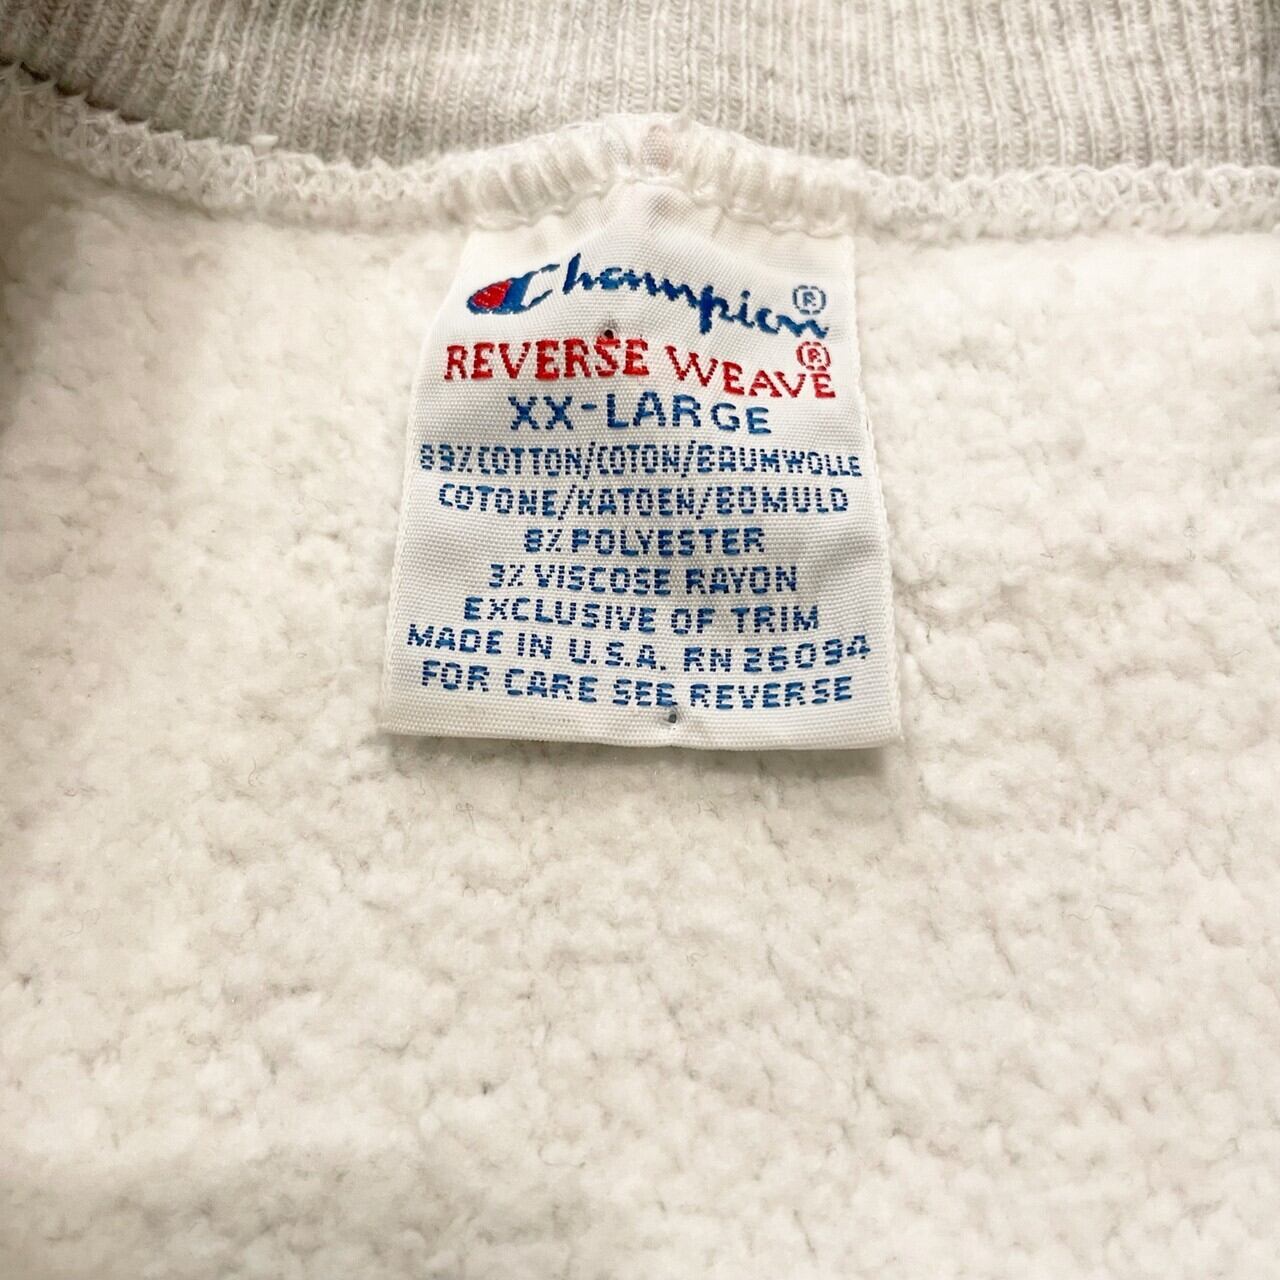 Champion®
REVERSE WEAVE®
XX-LARGE
89% COTTON/COTON/BAUMWOLLE
COTONE/KATOEN/BOMULD
8% POLYESTER
3% VISCOSE RAYON
EXCLUSIVE OF TRIM
MADE IN U.S.A. RN 26094
FOR CARE SEE REVERSE